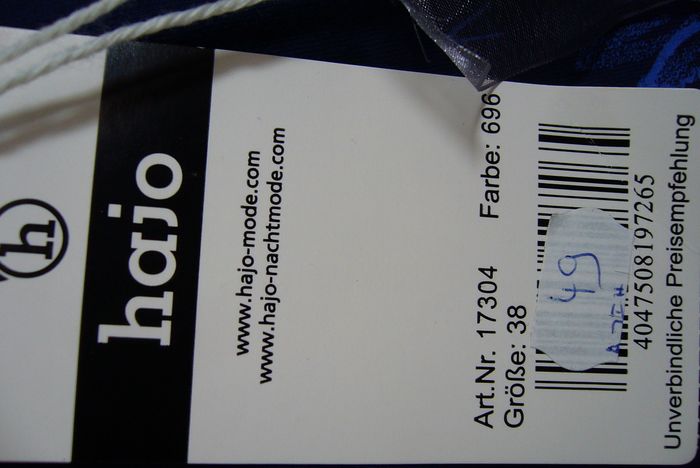 h
hajo
www.hajo-mode.com
www.hajo-nachtmode.com
Art.Nr. 17304 Farbe: 696
Größe: 38
49
4047508197265
Unverbindliche Preisempfehlung